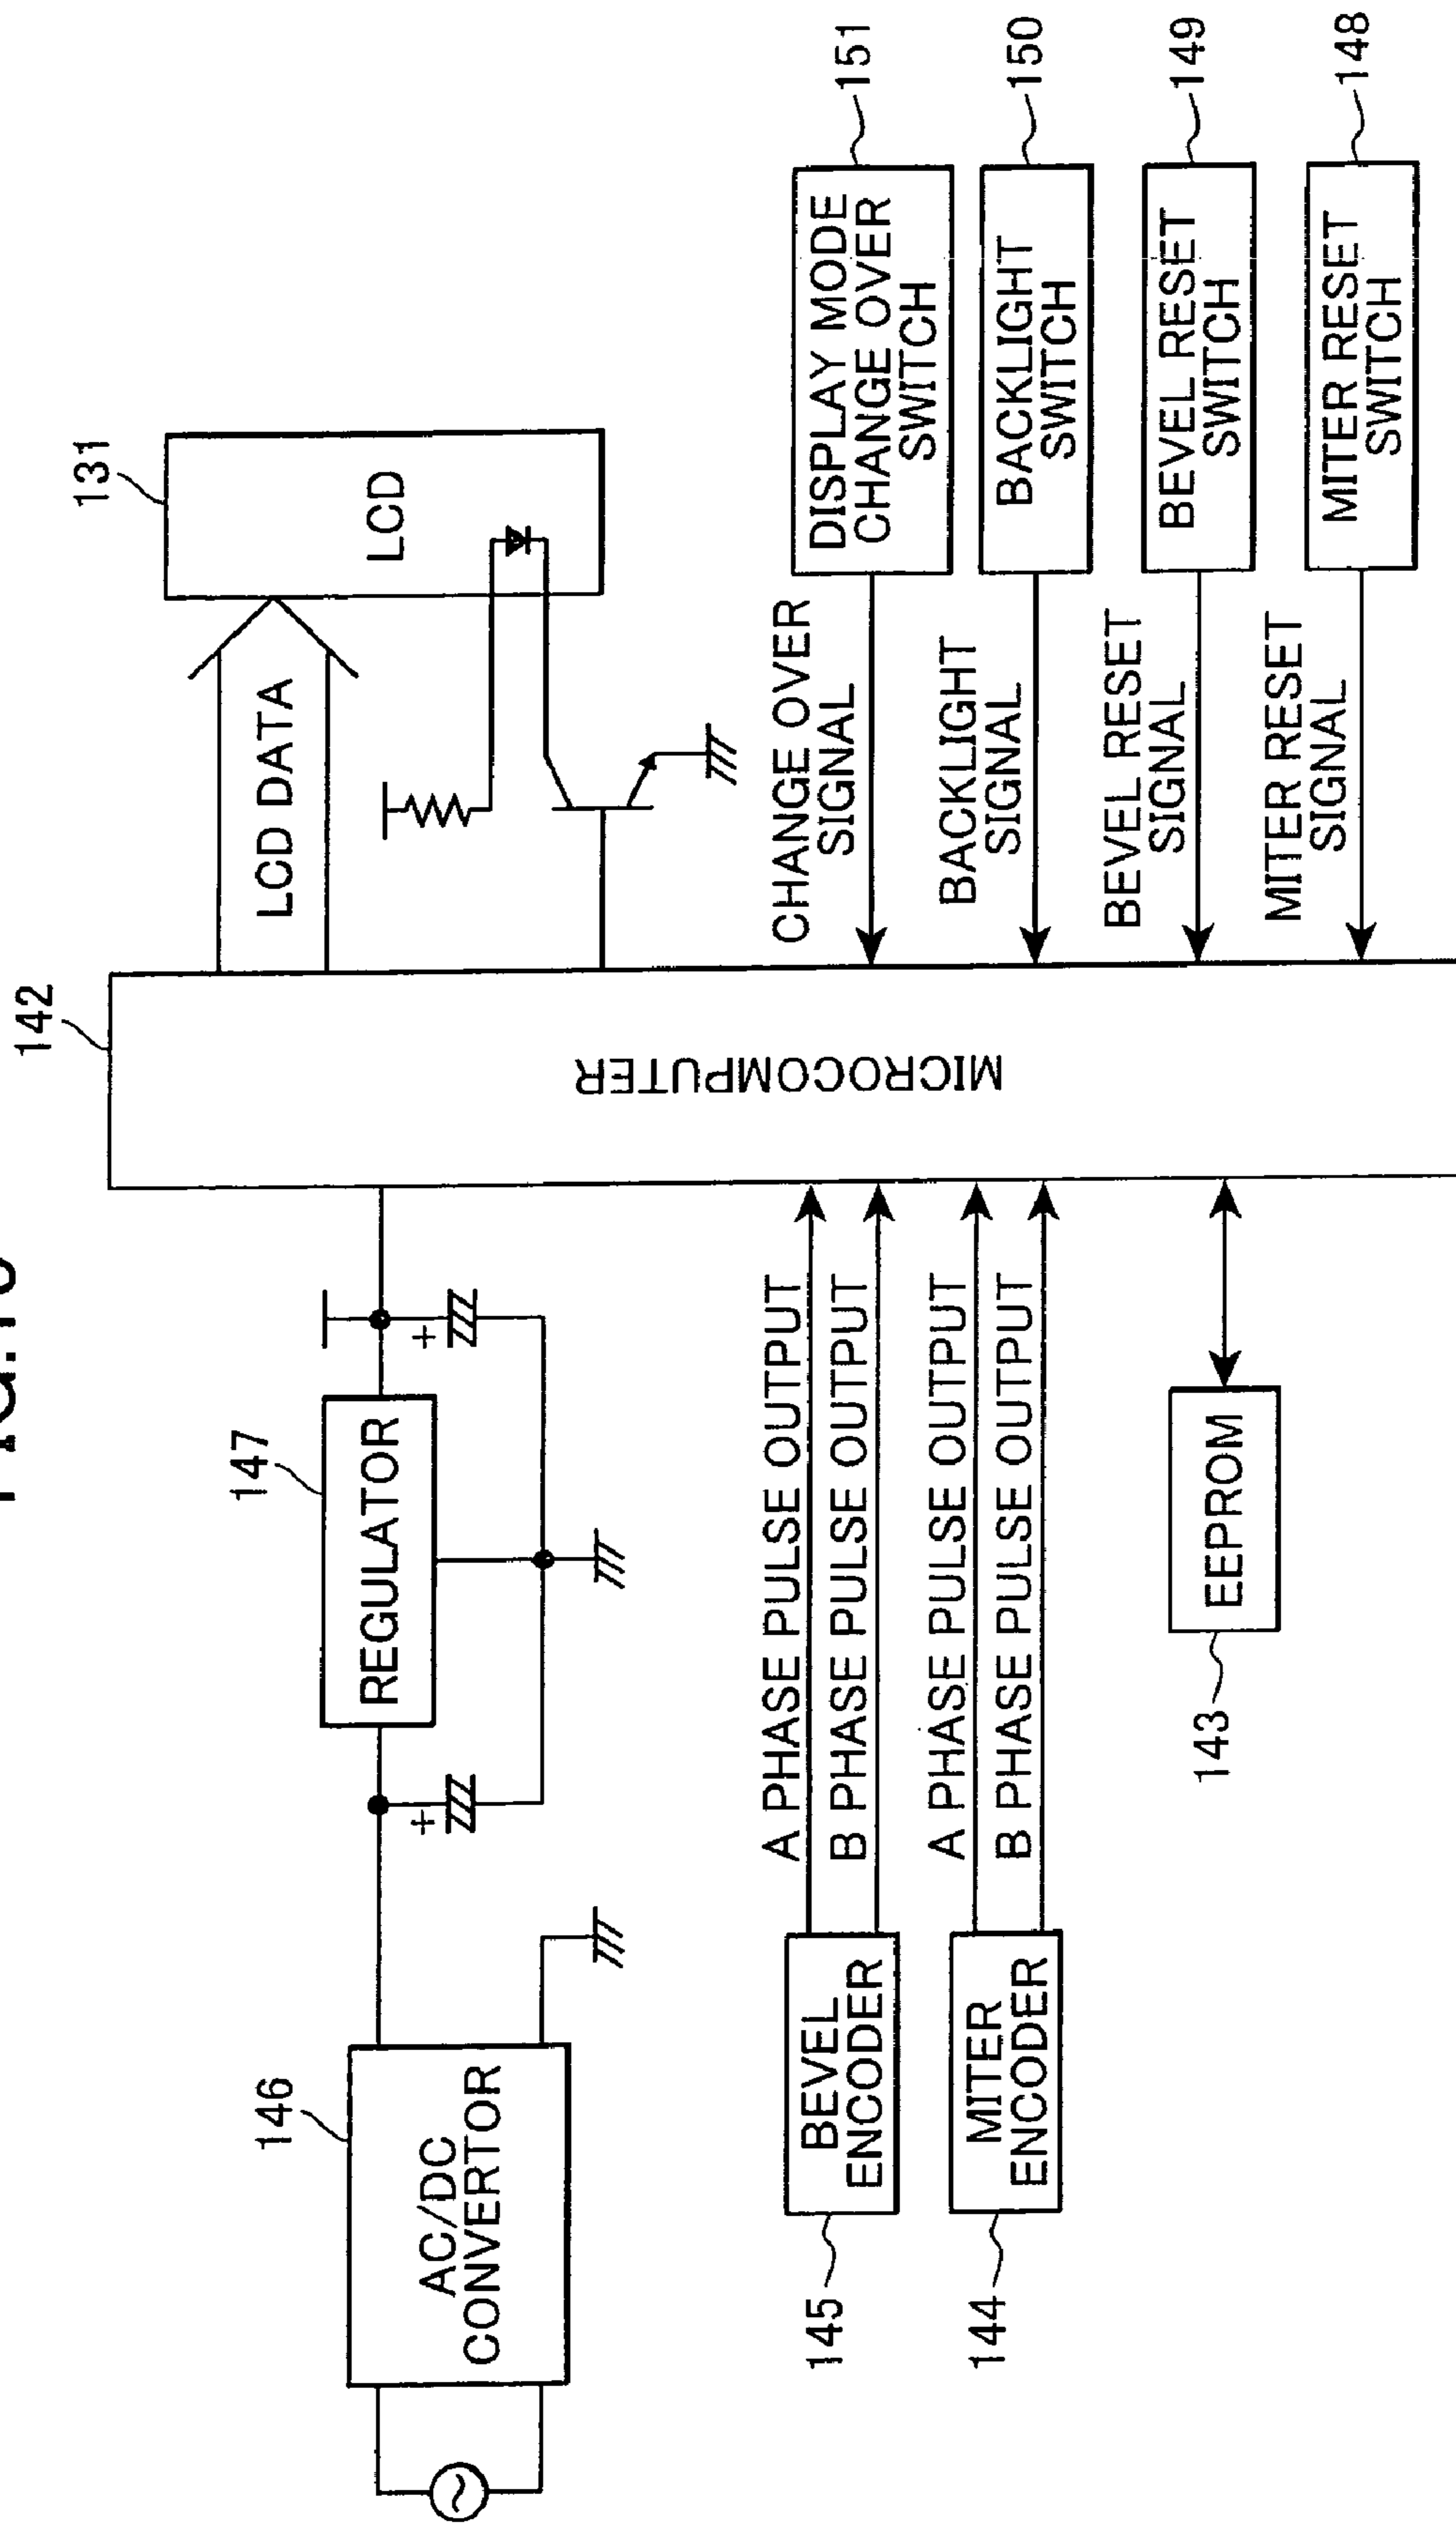 142
131
LCD DATA
LCD
147
REGULATOR
+
+
146
AC/DC
CONVERTOR
MICROCOMPUTER
145
BEVEL
ENCODER
A PHASE PULSE OUTPUT
B PHASE PULSE OUTPUT
144
MITER
ENCODER
A PHASE PULSE OUTPUT
B PHASE PULSE OUTPUT
143
EEPROM
CHANGE OVER
SIGNAL
DISPLAY MODE
CHANGE OVER
SWITCH
151
BACKLIGHT
SIGNAL
BACKLIGHT
SWITCH
150
BEVEL RESET
SIGNAL
BEVEL RESET
SWITCH
149
MITER RESET
SIGNAL
MITER RESET
SWITCH
148